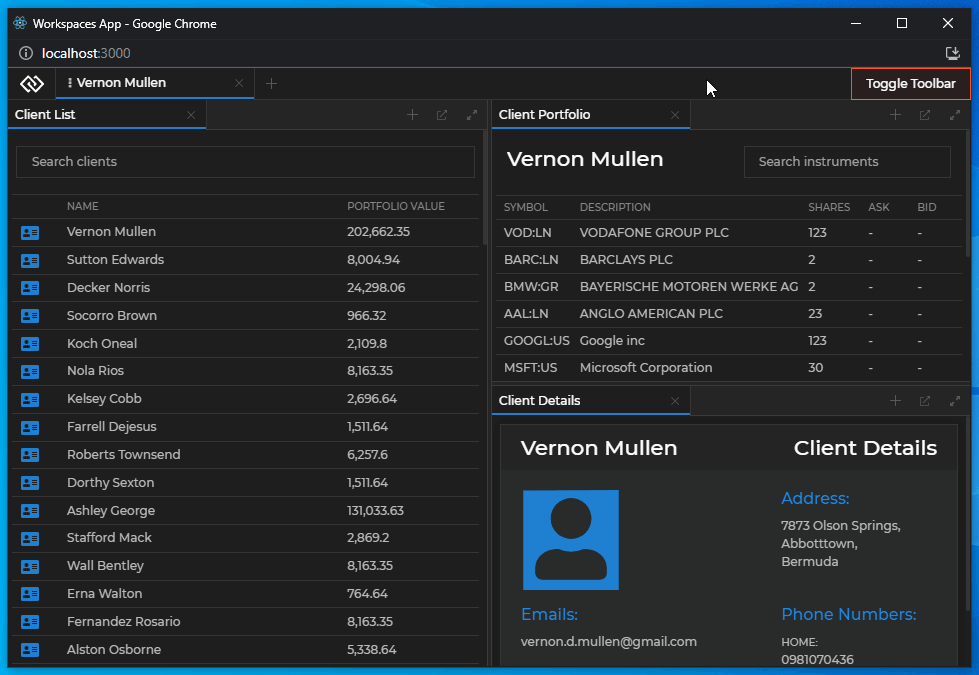 Workspaces App - Google Chrome
localhost:3000
Vernon Mullen
Toggle Toolbar
Client List
Search clients
NAME PORTFOLIO VALUE
Vernon Mullen 202,662.35
Sutton Edwards 8,004.94
Decker Norris 24,298.06
Socorro Brown 966.32
Koch Oneal 2,109.8
Nola Rios 8,163.35
Kelsey Cobb 2,696.64
Farrell Dejesus 1,511.64
Roberts Townsend 6,257.6
Dorthy Sexton 1,511.64
Ashley George 131,033.63
Stafford Mack 2,869.2
Wall Bentley 8,163.35
Erna Walton 764.64
Fernandez Rosario 8,163.35
Alston Osborne 5,338.64
Client Portfolio
Vernon Mullen
Search instruments
SYMBOL DESCRIPTION SHARES ASK BID
VOD:LN VODAFONE GROUP PLC 123 - -
BARC:LN BARCLAYS PLC 2 - -
BMW:GR BAYERISCHE MOTOREN WERKE AG 2 - -
AAL:LN ANGLO AMERICAN PLC 23 - -
GOOGL:US Google inc 123 - -
MSFT:US Microsoft Corporation 30 - -
Client Details
Vernon Mullen Client Details
Address:
7873 Olson Springs,
Abbotttown,
Bermuda
Emails:
vernon.d.mullen@gmail.com
Phone Numbers:
HOME:
0981070436